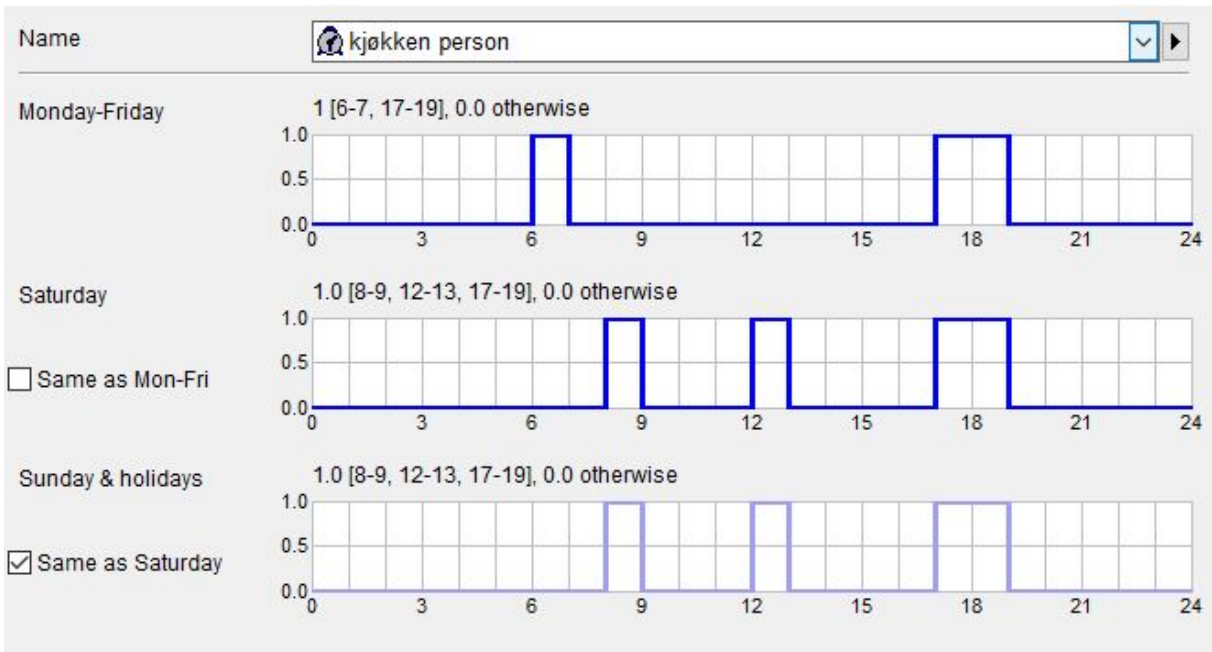 Name
kjøkken person
Monday-Friday
1 [6-7, 17-19], 0.0 otherwise
1.0
0.5
0.0
0 3 6 9 12 15 18 21 24
Saturday
1.0 [8-9, 12-13, 17-19], 0.0 otherwise
1.0
0.5
Same as Mon-Fri
0.0
0 3 6 9 12 15 18 21 24
Sunday & holidays
1.0 [8-9, 12-13, 17-19], 0.0 otherwise
1.0
0.5
Same as Saturday
0.0
0 3 6 9 12 15 18 21 24